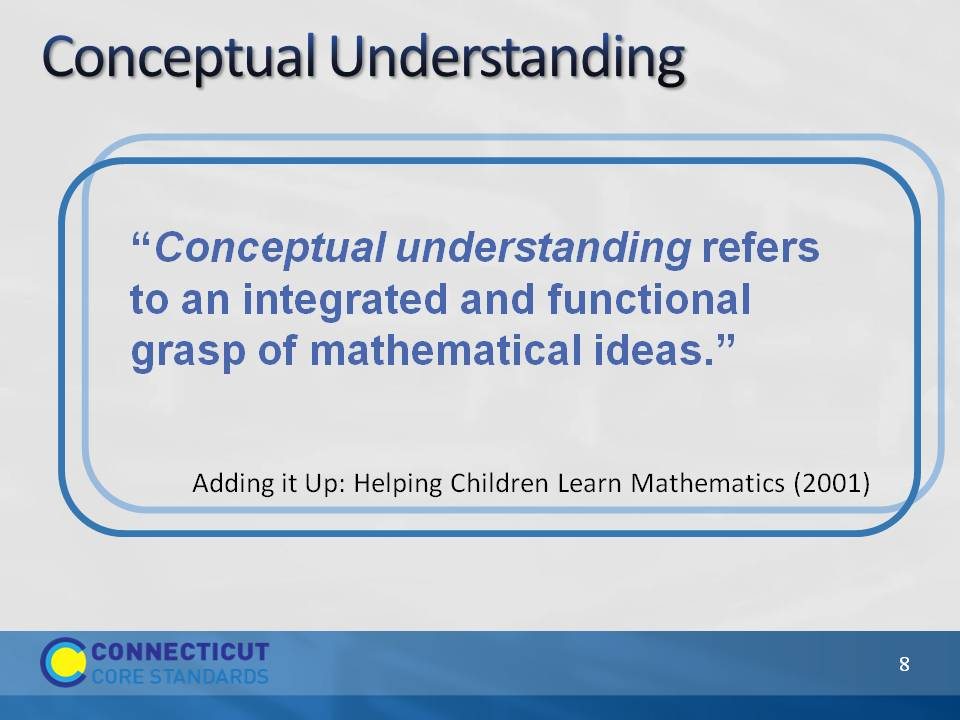 Conceptual Understanding
“Conceptual understanding refers
to an integrated and functional
grasp of mathematical ideas.”
Adding it Up: Helping Children Learn Mathematics (2001)
CONNECTICUT
CORE STANDARDS
8